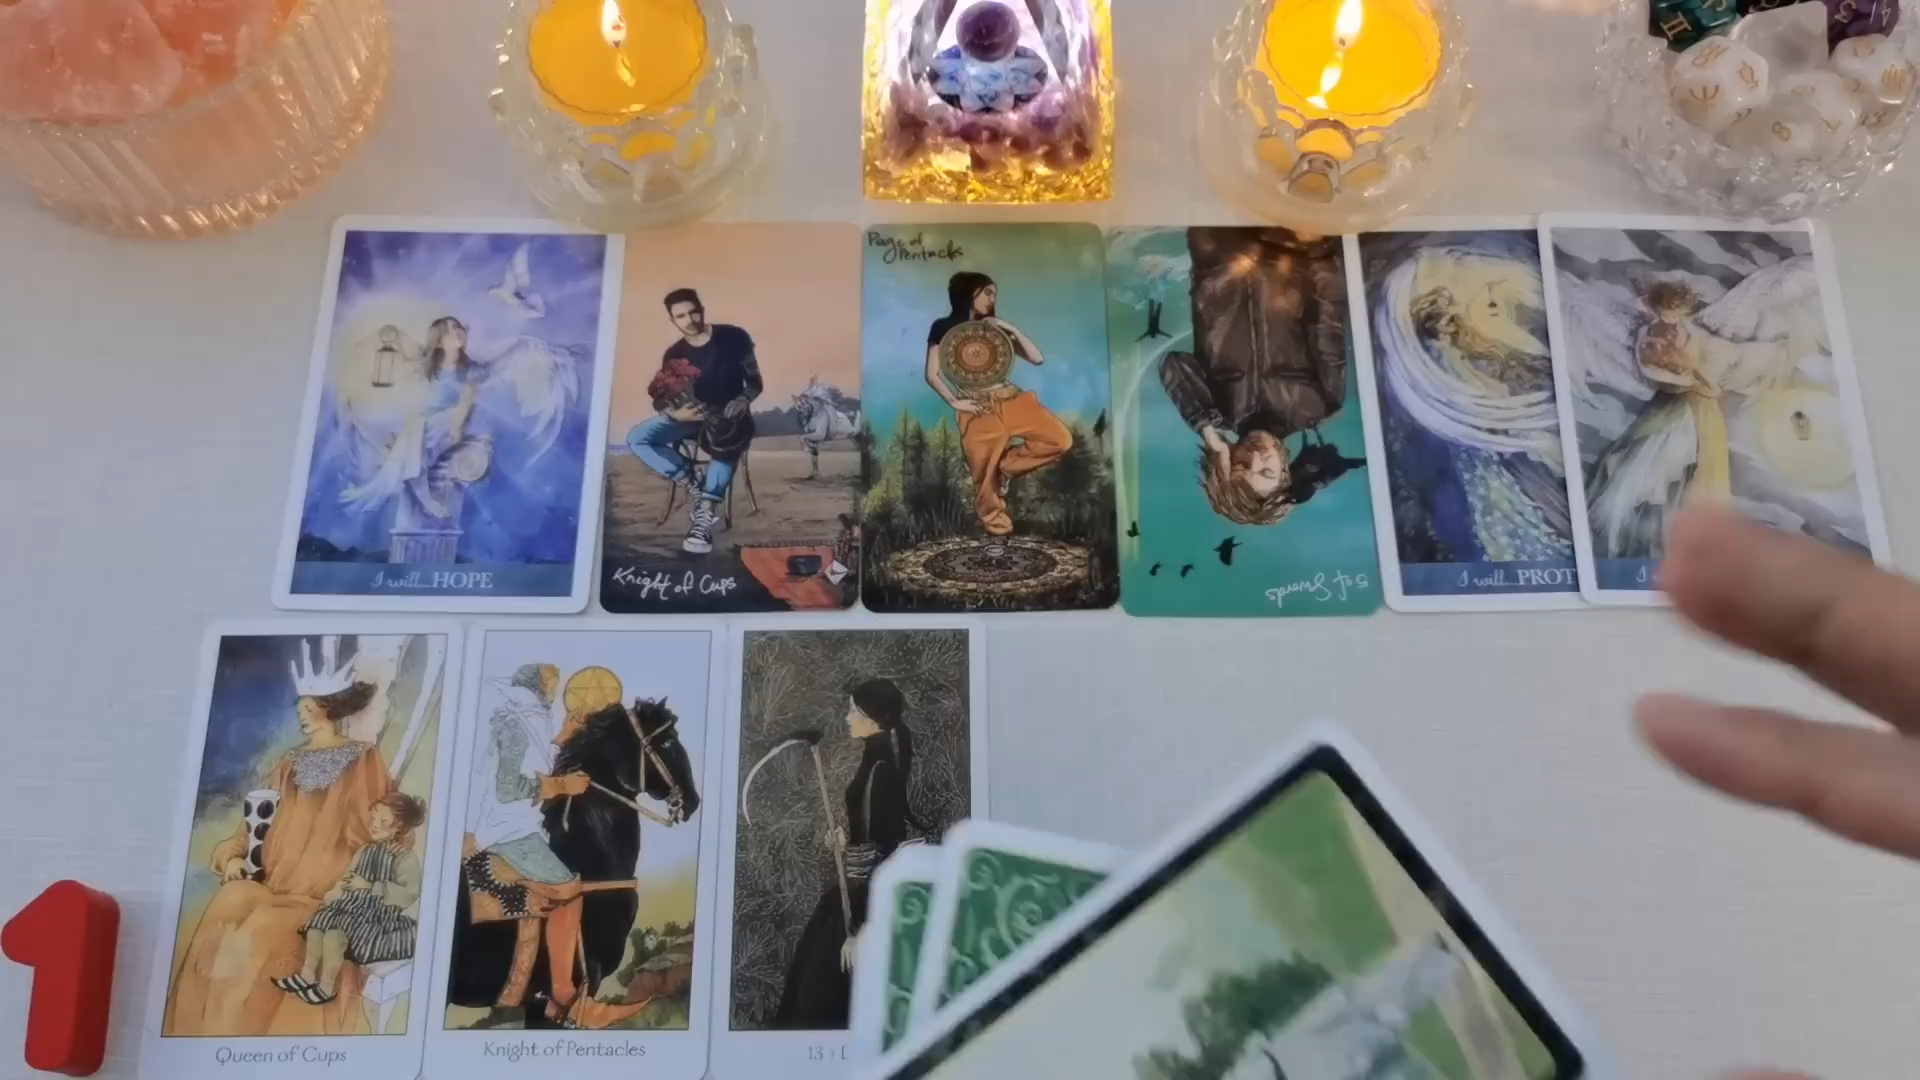 I will...HOPE
Knight of Cups
Page of
Pentacles
5 of Swords
I will...PROT
I
Queen of Cups
Knight of Pentacles
13 : D
1